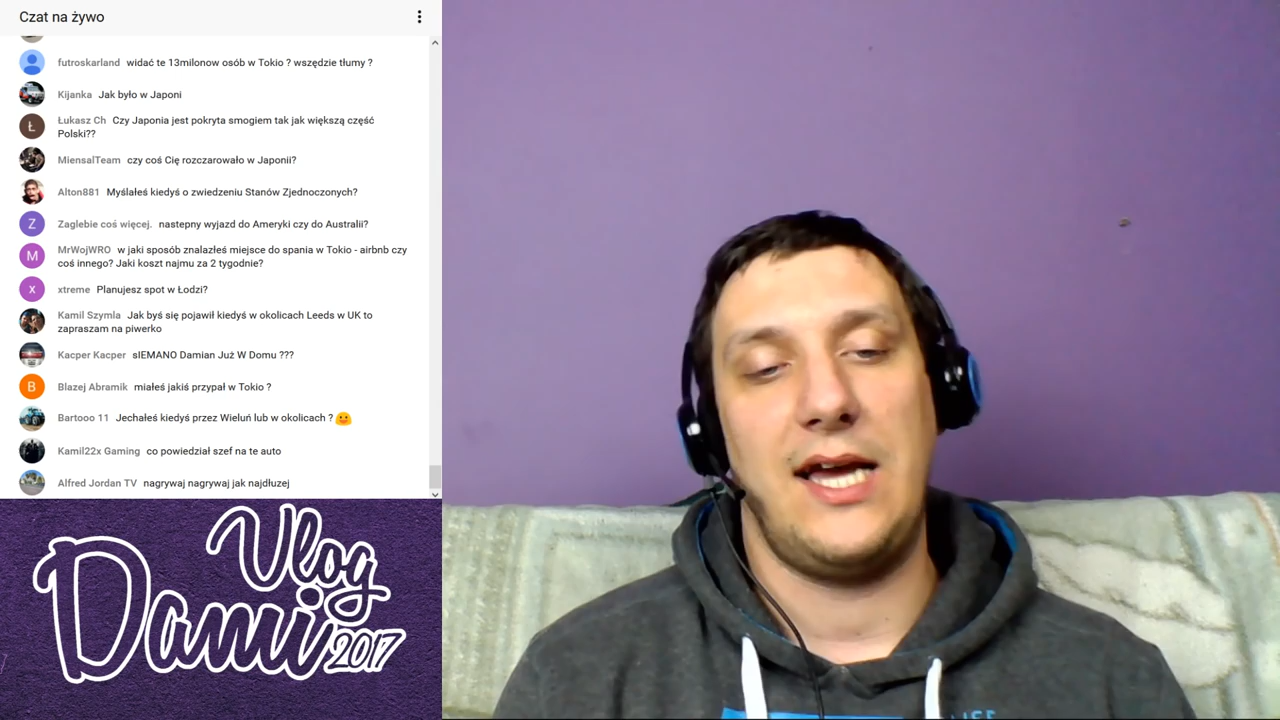 Czat na żywo
futroskarland widać te 13milonow osób w Tokio ? wszędzie tłumy ?
Kijanka Jak było w Japoni
Ł
Łukasz Ch Czy Japonia jest pokryta smogiem tak jak większą część
Polski??
MiensalTeam czy coś Cię rozczarowało w Japonii?
Alton881 Myślałeś kiedyś o zwiedzeniu Stanów Zjednoczonych?
Z
Zaglebie coś więcej. nastepny wyjazd do Ameryki czy do Australii?
M
MrWojWRO w jaki sposób znalazłeś miejsce do spania w Tokio - airbnb czy
coś innego? Jaki koszt najmu za 2 tygodnie?
x
xtreme Planujesz spot w Łodzi?
Kamil Szymla Jak byś się pojawił kiedyś w okolicach Leeds w UK to
zapraszam na piwerko
Kacper Kacper sIEMANO Damian Już W Domu ???
B
Blazej Abramik miałeś jakiś przypał w Tokio ?
Bartooo 11 Jechałeś kiedyś przez Wieluń lub w okolicach ?
Kamil22x Gaming co powiedział szef na te auto
Alfred Jordan TV nagrywaj nagrywaj jak najdłuzej
Vlog
Dami
2017